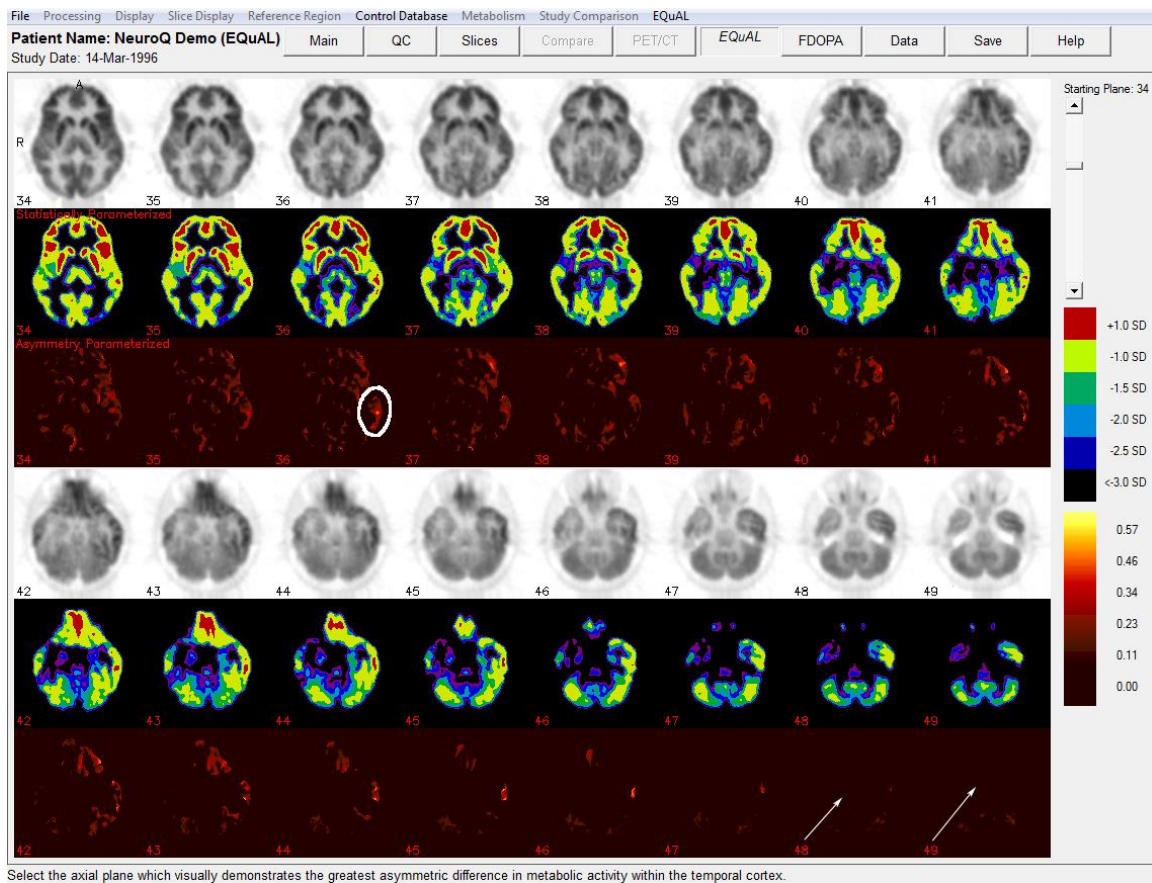 File Processing Display Slice Display Reference Region Control Database Metabolism Study Comparison EQuAL
Patient Name: NeuroQ Demo (EQuAL) Main QC Slices Compare PET/CT EQuAL FDOPA Data Save Help
Study Date: 14-Mar-1996
Starting Plane: 34
A
R
34 35 36 37 38 39 40 41
Statistically Parameterized
34 35 36 37 38 39 40 41
+1.0 SD
-1.0 SD
-1.5 SD
-2.0 SD
-2.5 SD
<-3.0 SD
Asymmetry Parameterized
34 35 36 37 38 39 40 41
42 43 44 45 46 47 48 49
0.57
0.46
0.34
0.23
0.11
0.00
42 43 44 45 46 47 48 49
42 43 44 45 46 47 48 49
Select the axial plane which visually demonstrates the greatest asymmetric difference in metabolic activity within the temporal cortex.